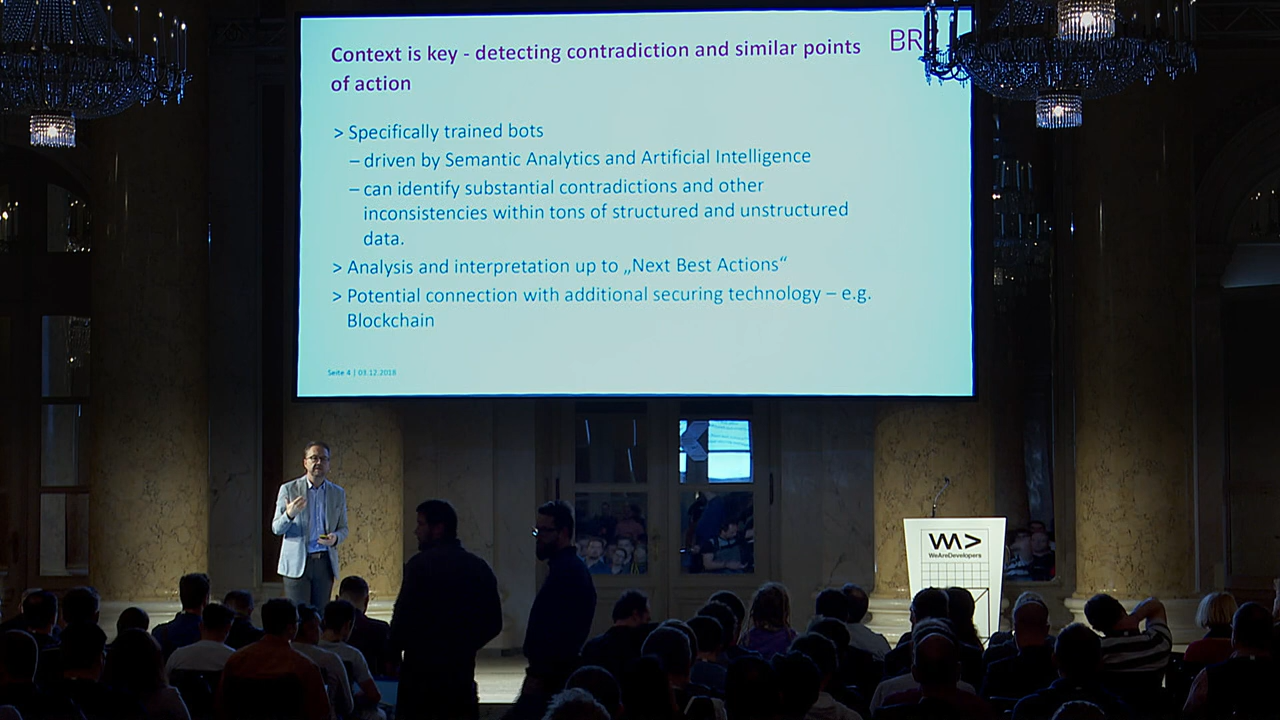 Context is key - detecting contradiction and similar points
of action
> Specifically trained bots
– driven by Semantic Analytics and Artificial Intelligence
– can identify substantial contradictions and other
inconsistencies within tons of structured and unstructured
data.
> Analysis and interpretation up to „Next Best Actions“
> Potential connection with additional securing technology – e.g.
Blockchain
Seite 4 | 03.12.2018
WeAreDevelopers